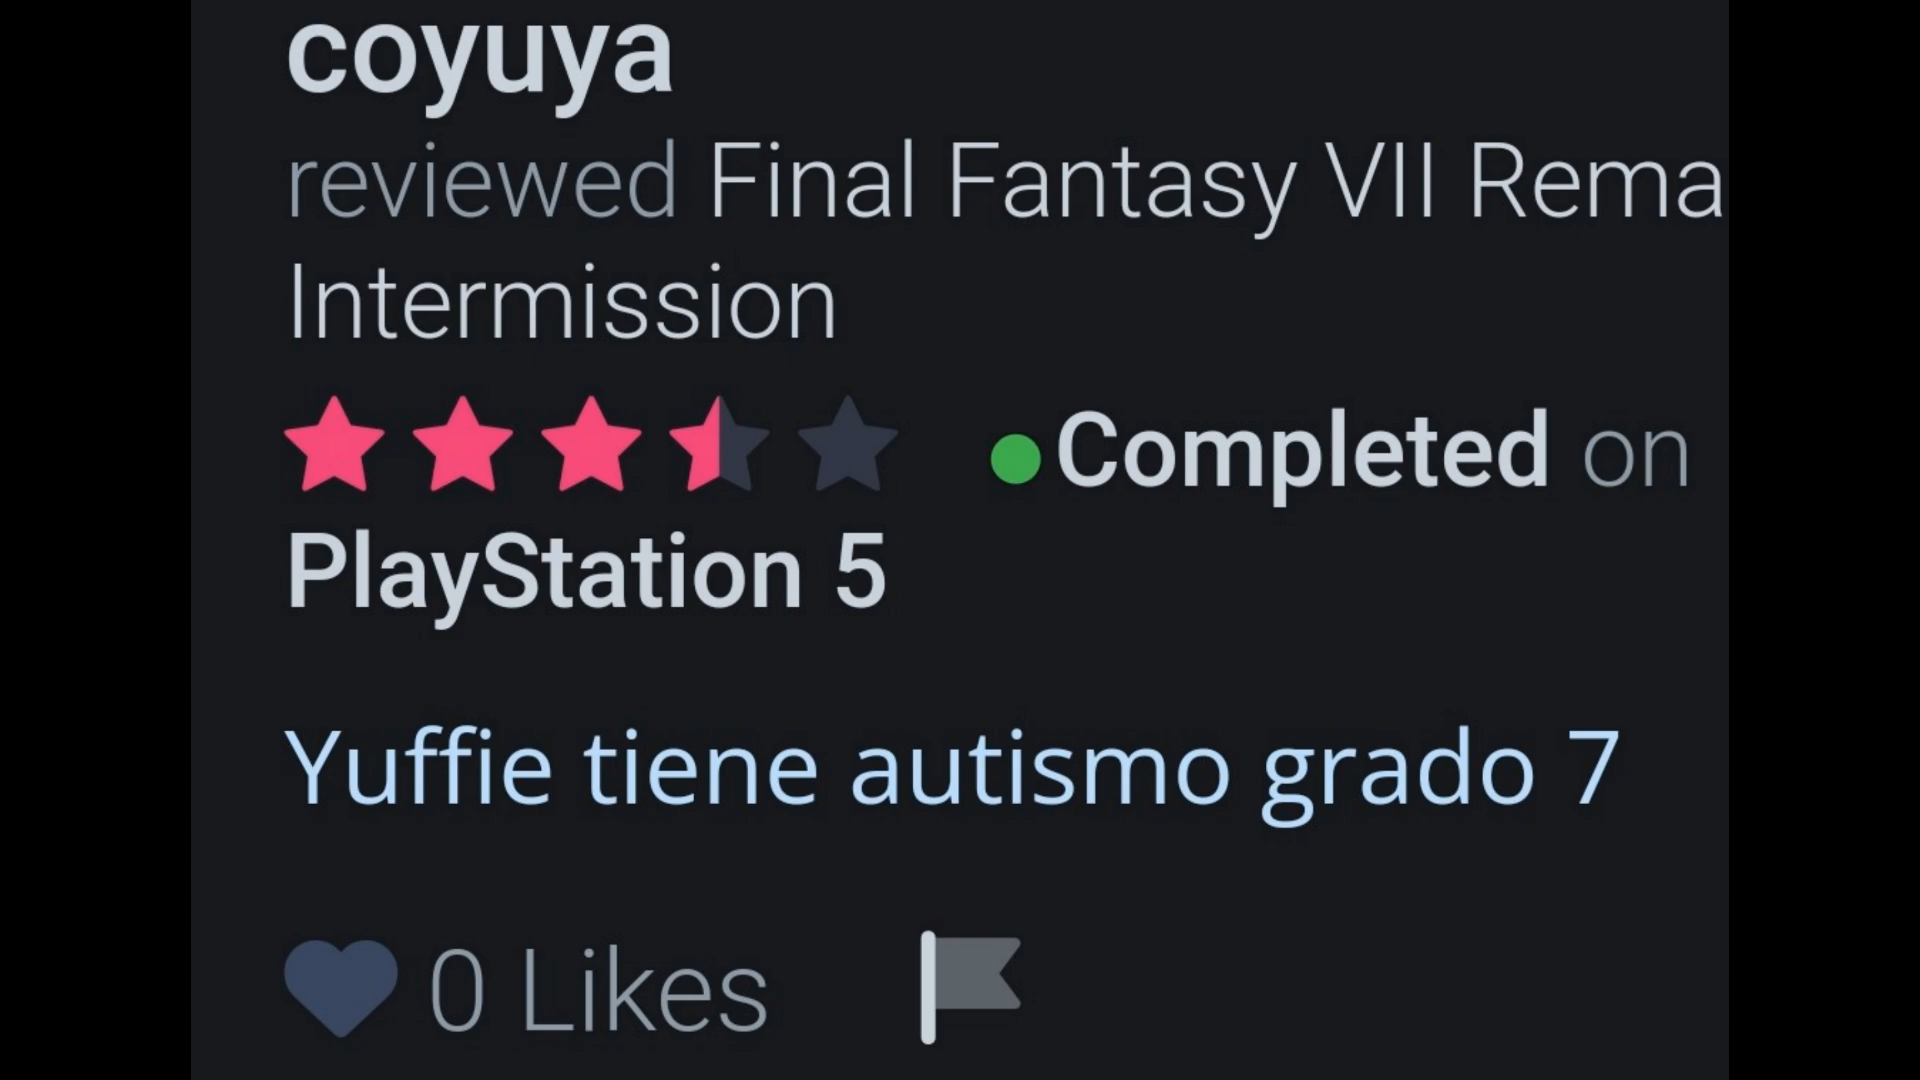 coyuya
reviewed Final Fantasy VII Rema
Intermission
Completed on
PlayStation 5
Yuffie tiene autismo grado 7
0 Likes